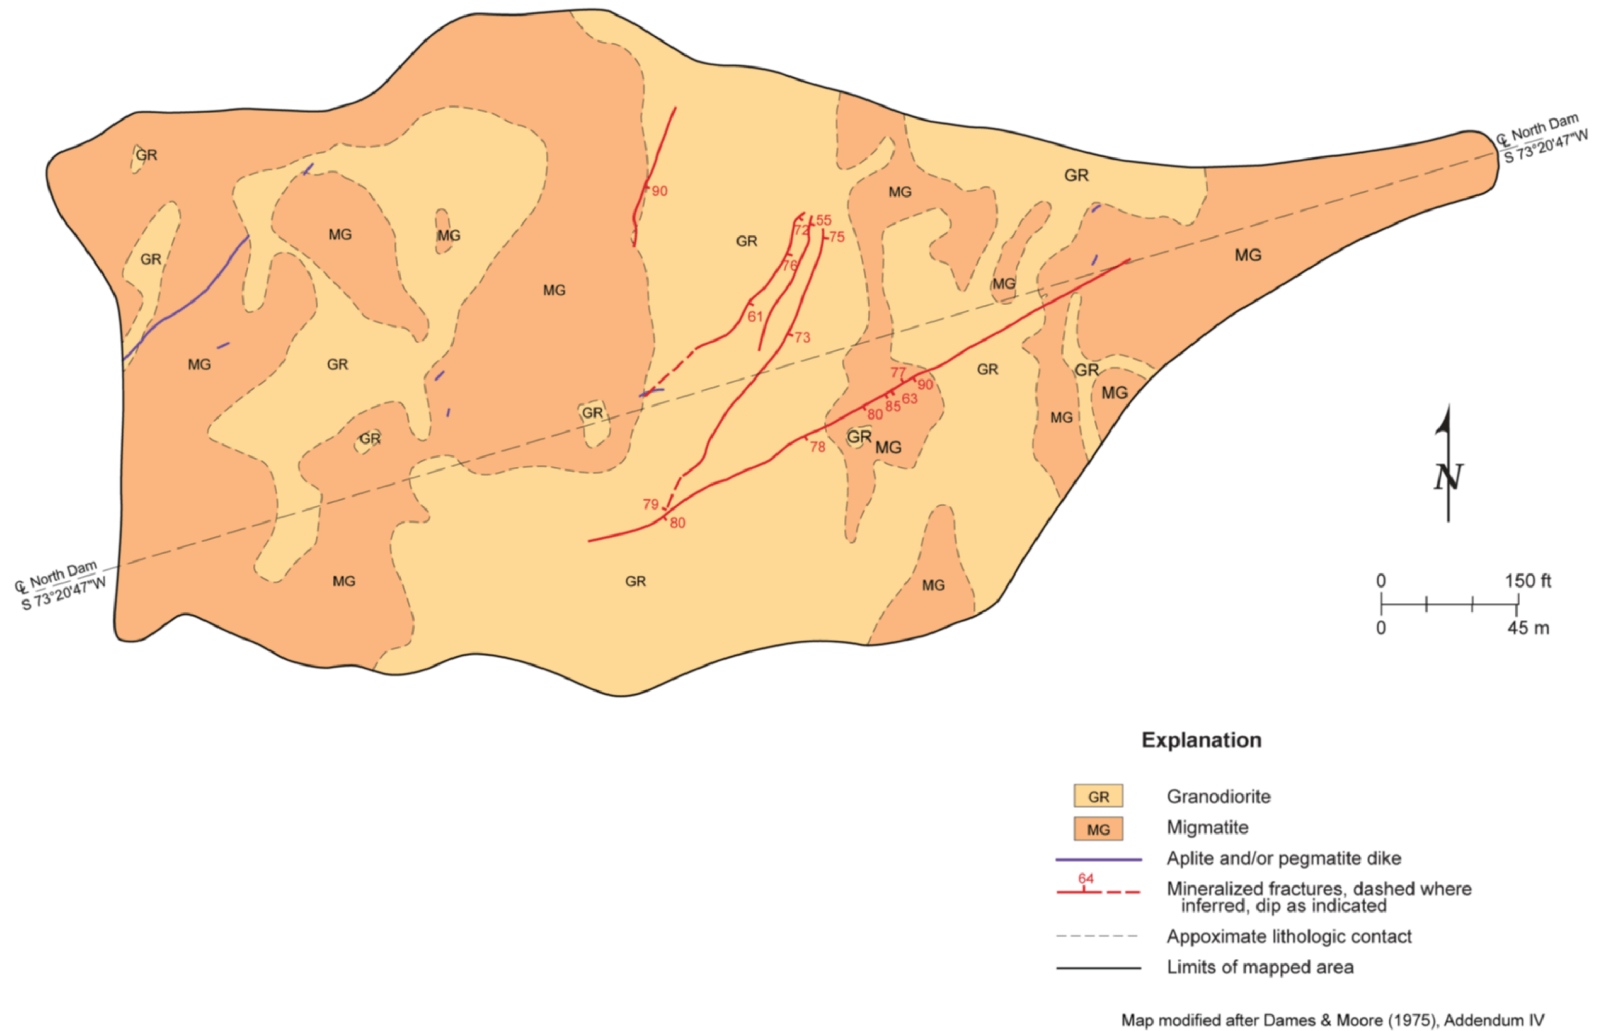 ℄ North Dam
S 73°20'47"W
GR
MG
GR
90
GR
MG
MG
GR
72
55
75
MG
GR
76
MG
MG
61
73
MG
GR
GR
GR
77
90
MG
63
85
80
GR
MG
GR
GR
MG
78
79
80
℄ North Dam
S 73°20'47"W
MG
GR
MG
N
0 150 ft
0 45 m
Explanation
GR Granodiorite
MG Migmatite
Aplite and/or pegmatite dike
64
Mineralized fractures, dashed where
inferred, dip as indicated
Appoximate lithologic contact
Limits of mapped area
Map modified after Dames & Moore (1975), Addendum IV